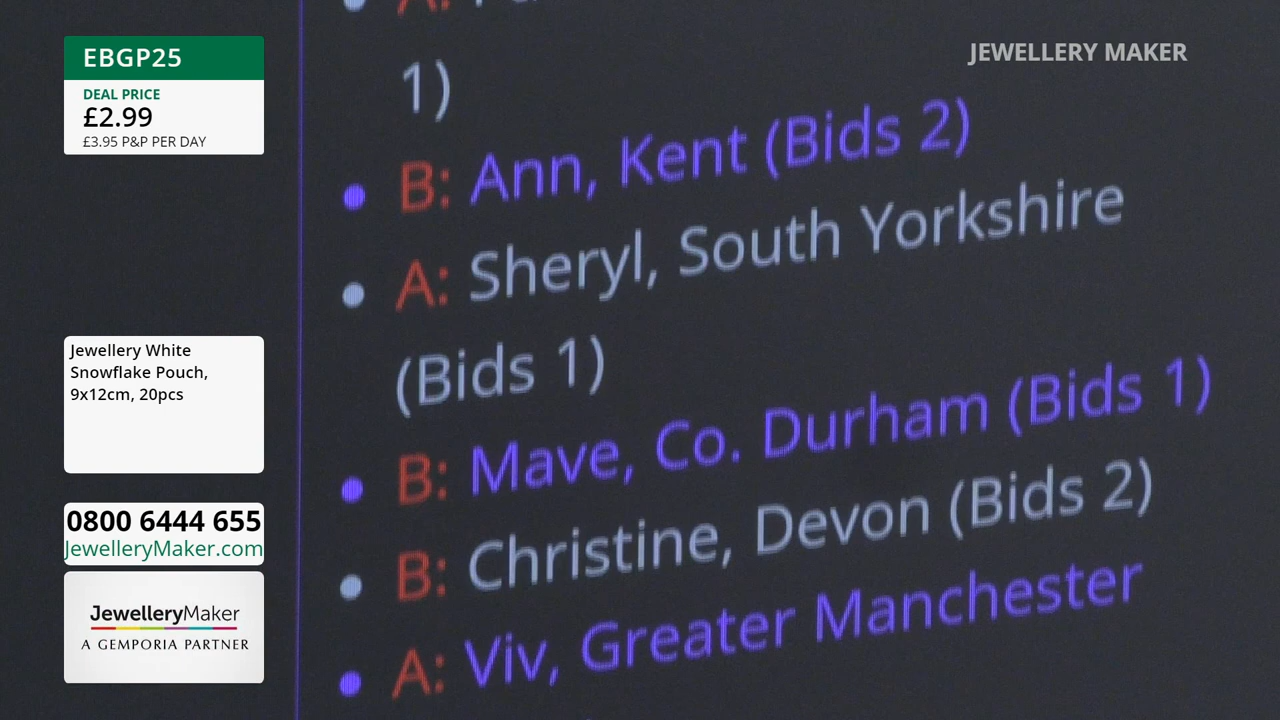 EBGP25
DEAL PRICE
£2.99
£3.95 P&P PER DAY
JEWELLERY MAKER
A:
1)
B: Ann, Kent (Bids 2)
A: Sheryl, South Yorkshire
(Bids 1)
B: Mave, Co. Durham (Bids 1)
B: Christine, Devon (Bids 2)
A: Viv, Greater Manchester
Jewellery White
Snowflake Pouch,
9x12cm, 20pcs
0800 6444 655
JewelleryMaker.com
JewelleryMaker
A GEMPORIA PARTNER